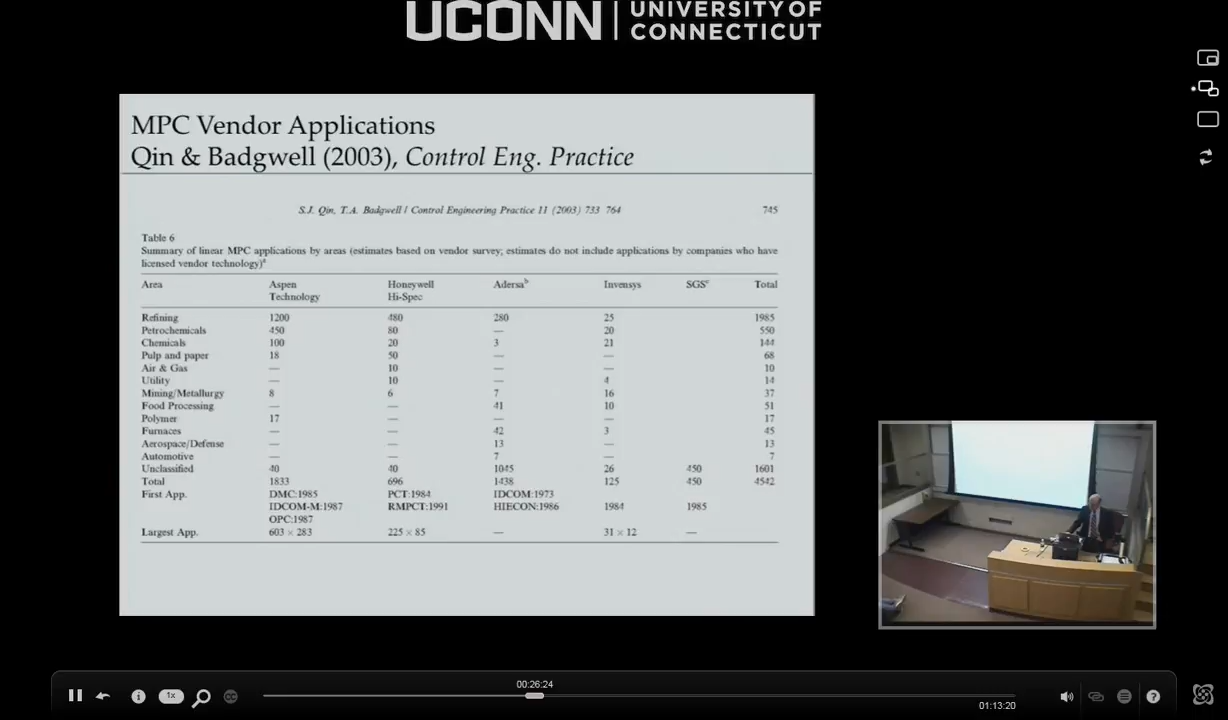 UCONN | UNIVERSITY OF
CONNECTICUT
MPC Vendor Applications
Qin & Badgwell (2003), Control Eng. Practice
S.J. Qin, T.A. Badgwell / Control Engineering Practice 11 (2003) 733 764 745
Table 6
Summary of linear MPC applications by areas (estimates based on vendor survey; estimates do not include applications by companies who have
licensed vendor technology)a
Area Aspen Honeywell Adersab Invensys SGSc Total
Technology Hi-Spec
Refining 1200 480 280 25 1985
Petrochemicals 450 80 — 20 550
Chemicals 100 20 3 21 144
Pulp and paper 18 50 — — 68
Air & Gas — 10 — — 10
Utility — 10 — 4 14
Mining/Metallurgy 8 6 7 16 37
Food Processing — — 41 10 51
Polymer 17 — — — 17
Furnaces — — 42 3 45
Aerospace/Defense — — 13 — 13
Automotive — — 7 — 7
Unclassified 40 40 1045 26 450 1601
Total 1833 696 1438 125 450 4542
First App. DMC:1985 PCT:1984 IDCOM:1973
IDCOM-M:1987 RMPCT:1991 HIECON:1986 1984 1985
OPC:1987
Largest App. 603 × 283 225 × 85 — 31 × 12 —
00:26:24
1x
CC
01:13:20